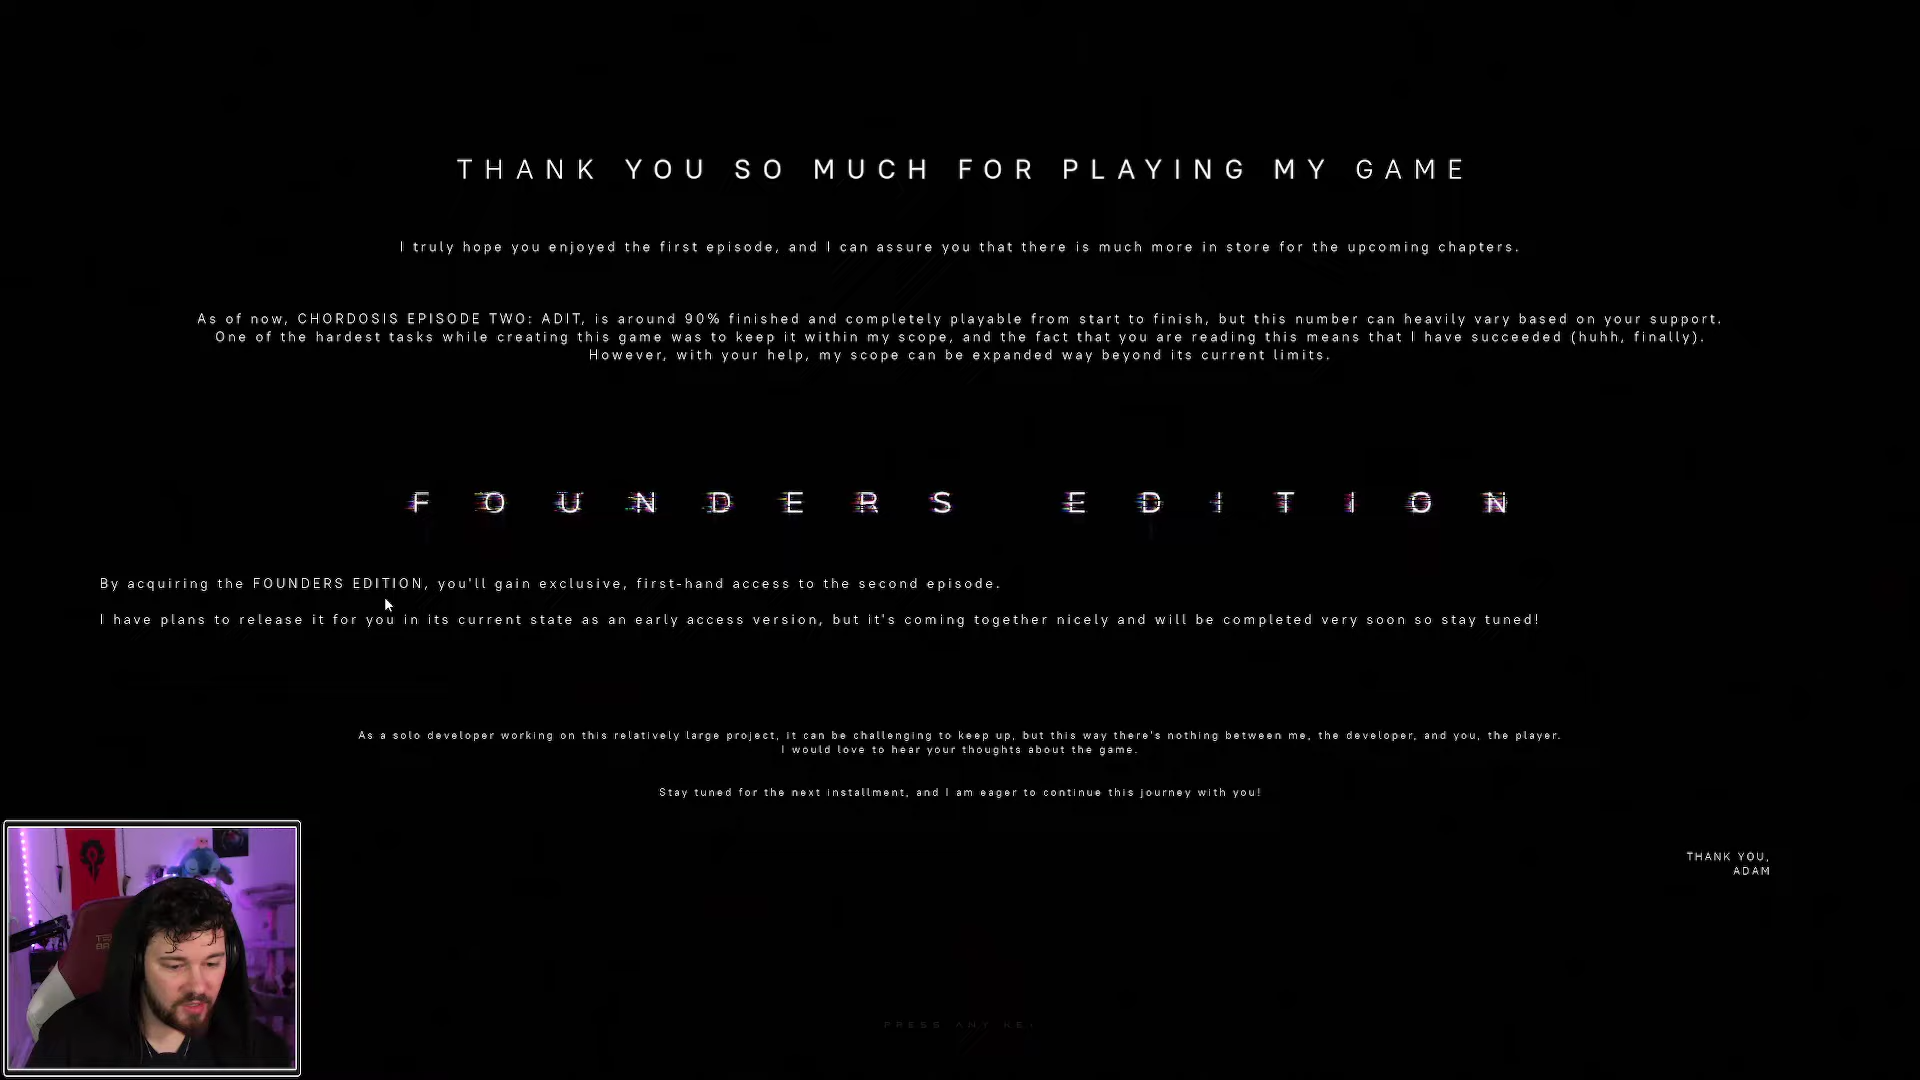 THANK YOU SO MUCH FOR PLAYING MY GAME
I truly hope you enjoyed the first episode, and I can assure you that there is much more in store for the upcoming chapters.
As of now, CHORDOSIS EPISODE TWO: ADIT, is around 90% finished and completely playable from start to finish, but this number can heavily vary based on your support.
One of the hardest tasks while creating this game was to keep it within my scope, and the fact that you are reading this means that I have succeeded (huhh, finally).
However, with your help, my scope can be expanded way beyond its current limits.
FOUNDERS EDITION
By acquiring the FOUNDERS EDITION, you'll gain exclusive, first-hand access to the second episode.
I have plans to release it for you in its current state as an early access version, but it's coming together nicely and will be completed very soon so stay tuned!
As a solo developer working on this relatively large project, it can be challenging to keep up, but this way there's nothing between me, the developer, and you, the player.
I would love to hear your thoughts about the game.
Stay tuned for the next installment, and I am eager to continue this journey with you!
THANK YOU,
ADAM
PRESS ANY KEY